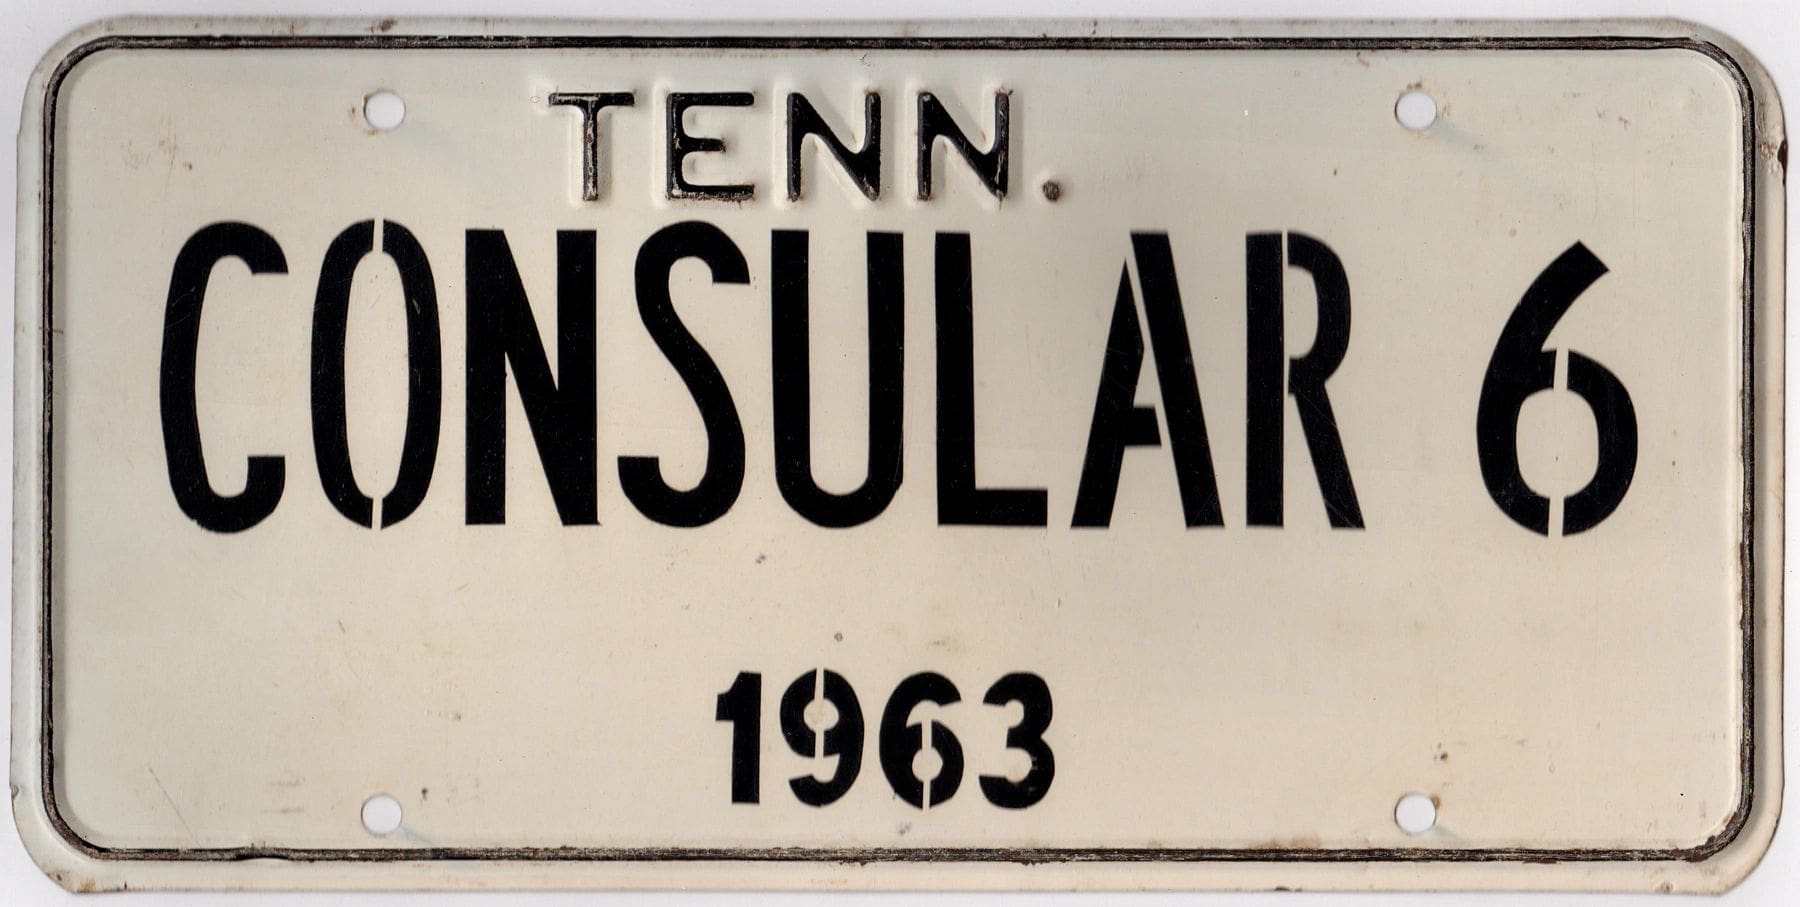 TENN.
CONSULAR 6
1963